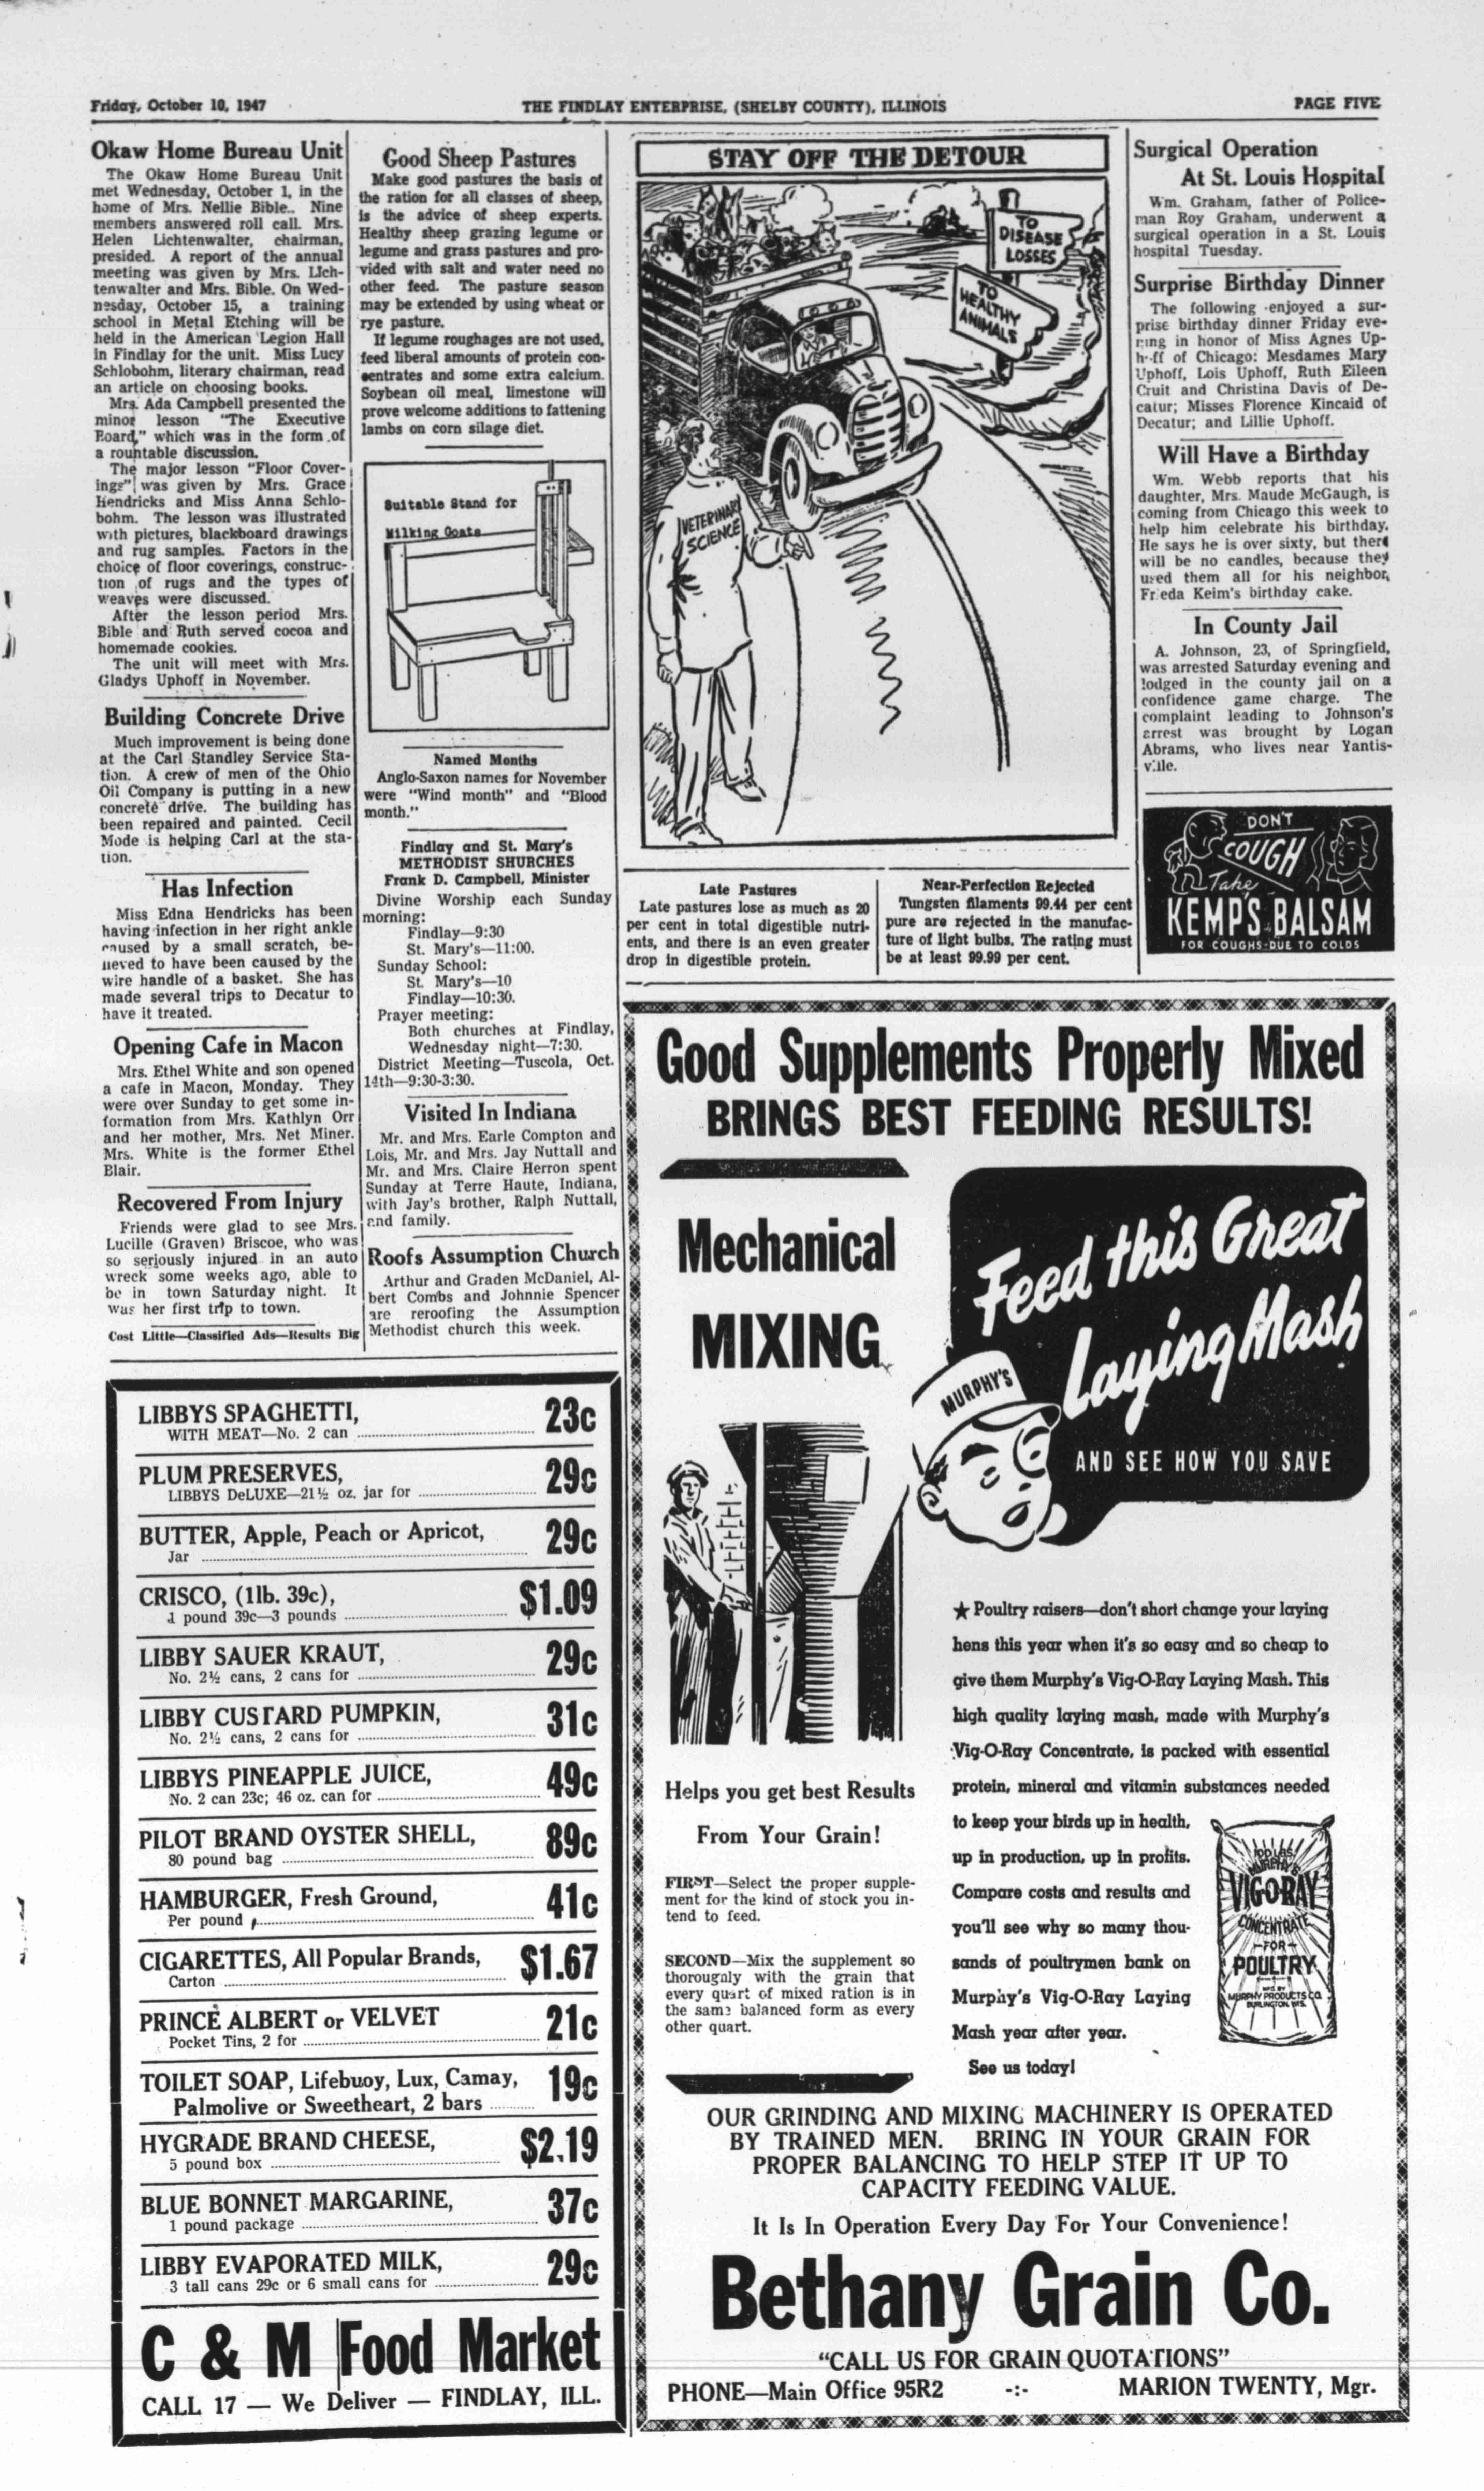 Friday, October 10, 1947
THE FINDLAY ENTERPRISE, (SHELBY COUNTY), ILLINOIS
PAGE FIVE
Okaw Home Bureau Unit
The Okaw Home Bureau Unit
met Wednesday, October 1, in the
home of Mrs. Nellie Bible.. Nine
members answered roll call. Mrs.
Helen Lichtenwalter, chairman,
presided. A report of the annual
meeting was given by Mrs. Lich-
tenwalter and Mrs. Bible. On Wed-
nesday, October 15, a training
school in Metal Etching will be
held in the American Legion Hall
in Findlay for the unit. Miss Lucy
Schlobohm, literary chairman, read
an article on choosing books.
Mrs. Ada Campbell presented the
minor lesson "The Executive
Board," which was in the form of
a rountable discussion.
The major lesson "Floor Cover-
ings" was given by Mrs. Grace
Hendricks and Miss Anna Schlo-
bohm. The lesson was illustrated
with pictures, blackboard drawings
and rug samples. Factors in the
choice of floor coverings, construc-
tion of rugs and the types of
weaves were discussed.
After the lesson period Mrs.
Bible and Ruth served cocoa and
homemade cookies.
The unit will meet with Mrs.
Gladys Uphoff in November.
Building Concrete Drive
Much improvement is being done
at the Carl Standley Service Sta-
tion. A crew of men of the Ohio
Oil Company is putting in a new
concrete drive. The building has
been repaired and painted. Cecil
Mode is helping Carl at the sta-
tion.
Has Infection
Miss Edna Hendricks has been
having infection in her right ankle
caused by a small scratch, be-
lieved to have been caused by the
wire handle of a basket. She has
made several trips to Decatur to
have it treated.
Opening Cafe in Macon
Mrs. Ethel White and son opened
a cafe in Macon, Monday. They
were over Sunday to get some in-
formation from Mrs. Kathlyn Orr
and her mother, Mrs. Net Miner.
Mrs. White is the former Ethel
Blair.
Recovered From Injury
Friends were glad to see Mrs.
Lucille (Graven) Briscoe, who was
so seriously injured in an auto
wreck some weeks ago, able to
be in town Saturday night. It
was her first trip to town.
Cost Little—Classified Ads—Results Big
Good Sheep Pastures
Make good pastures the basis of
the ration for all classes of sheep,
is the advice of sheep experts.
Healthy sheep grazing legume or
legume and grass pastures and pro-
vided with salt and water need no
other feed. The pasture season
may be extended by using wheat or
rye pasture.
If legume roughages are not used,
feed liberal amounts of protein con-
centrates and some extra calcium.
Soybean oil meal, limestone will
prove welcome additions to fattening
lambs on corn silage diet.
Suitable Stand for
Milking Goats
Named Months
Anglo-Saxon names for November
were "Wind month" and "Blood
month."
Findlay and St. Mary's
METHODIST SHURCHES
Frank D. Campbell, Minister
Divine Worship each Sunday
morning:
Findlay—9:30
St. Mary's—11:00.
Sunday School:
St. Mary's—10
Findlay—10:30.
Prayer meeting:
Both churches at Findlay,
Wednesday night—7:30.
District Meeting—Tuscola, Oct.
14th—9:30-3:30.
Visited In Indiana
Mr. and Mrs. Earle Compton and
Lois, Mr. and Mrs. Jay Nuttall and
Mr. and Mrs. Claire Herron spent
Sunday at Terre Haute, Indiana,
with Jay's brother, Ralph Nuttall,
and family.
Roofs Assumption Church
Arthur and Graden McDaniel, Al-
bert Combs and Johnnie Spencer
are reroofing the Assumption
Methodist church this week.
STAY OFF THE DETOUR
TO
DISEASE
LOSSES
TO
HEALTHY
ANIMALS
VETERINARY
SCIENCE
Late Pastures
Late pastures lose as much as 20
per cent in total digestible nutri-
ents, and there is an even greater
drop in digestible protein.
Near-Perfection Rejected
Tungsten filaments 99.44 per cent
pure are rejected in the manufac-
ture of light bulbs. The rating must
be at least 99.99 per cent.
Surgical Operation
At St. Louis Hospital
Wm. Graham, father of Police-
man Roy Graham, underwent a
surgical operation in a St. Louis
hospital Tuesday.
Surprise Birthday Dinner
The following enjoyed a sur-
prise birthday dinner Friday eve-
ning in honor of Miss Agnes Up-
hoff of Chicago: Mesdames Mary
Uphoff, Lois Uphoff, Ruth Eileen
Cruit and Christina Davis of De-
catur; Misses Florence Kincaid of
Decatur; and Lillie Uphoff.
Will Have a Birthday
Wm. Webb reports that his
daughter, Mrs. Maude McGaugh, is
coming from Chicago this week to
help him celebrate his birthday.
He says he is over sixty, but there
will be no candles, because they
used them all for his neighbor,
Freda Keim's birthday cake.
In County Jail
A. Johnson, 23, of Springfield,
was arrested Saturday evening and
lodged in the county jail on a
confidence game charge. The
complaint leading to Johnson's
arrest was brought by Logan
Abrams, who lives near Yantis-
ville.
DON'T
COUGH
Take
KEMP'S BALSAM
FOR COUGHS DUE TO COLDS
LIBBYS SPAGHETTI,
WITH MEAT—No. 2 can 23c
PLUM PRESERVES,
LIBBYS DeLUXE—21½ oz. jar for 29c
BUTTER, Apple, Peach or Apricot,
Jar 29c
CRISCO, (1lb. 39c),
1 pound 39c—3 pounds $1.09
LIBBY SAUER KRAUT,
No. 2½ cans, 2 cans for 29c
LIBBY CUSTARD PUMPKIN,
No. 2½ cans, 2 cans for 31c
LIBBYS PINEAPPLE JUICE,
No. 2 can 23c; 46 oz. can for 49c
PILOT BRAND OYSTER SHELL,
80 pound bag 89c
HAMBURGER, Fresh Ground,
Per pound 41c
CIGARETTES, All Popular Brands,
Carton $1.67
PRINCE ALBERT or VELVET
Pocket Tins, 2 for 21c
TOILET SOAP, Lifebuoy, Lux, Camay,
Palmolive or Sweetheart, 2 bars 19c
HYGRADE BRAND CHEESE,
5 pound box $2.19
BLUE BONNET MARGARINE,
1 pound package 37c
LIBBY EVAPORATED MILK,
3 tall cans 29c or 6 small cans for 29c
C & M Food Market
CALL 17 — We Deliver — FINDLAY, ILL.
Good Supplements Properly Mixed
BRINGS BEST FEEDING RESULTS!
Mechanical
MIXING
Helps you get best Results
From Your Grain!
FIRST—Select the proper supple-
ment for the kind of stock you in-
tend to feed.
SECOND—Mix the supplement so
thoroughly with the grain that
every quart of mixed ration is in
the same balanced form as every
other quart.
Feed this Great
Laying Mash
AND SEE HOW YOU SAVE
MURPHY'S
★ Poultry raisers—don't short change your laying
hens this year when it's so easy and so cheap to
give them Murphy's Vig-O-Ray Laying Mash. This
high quality laying mash, made with Murphy's
Vig-O-Ray Concentrate, is packed with essential
protein, mineral and vitamin substances needed
to keep your birds up in health,
up in production, up in profits.
Compare costs and results and
you'll see why so many thou-
sands of poultrymen bank on
Murphy's Vig-O-Ray Laying
Mash year after year.
See us today!
100 LBS.
MURPHY'S
VIG-O-RAY
CONCENTRATE
-FOR-
POULTRY
MFD BY
MURPHY PRODUCTS CO.
BURLINGTON, WIS.
OUR GRINDING AND MIXING MACHINERY IS OPERATED
BY TRAINED MEN. BRING IN YOUR GRAIN FOR
PROPER BALANCING TO HELP STEP IT UP TO
CAPACITY FEEDING VALUE.
It Is In Operation Every Day For Your Convenience!
Bethany Grain Co.
"CALL US FOR GRAIN QUOTATIONS"
PHONE—Main Office 95R2 -:- MARION TWENTY, Mgr.